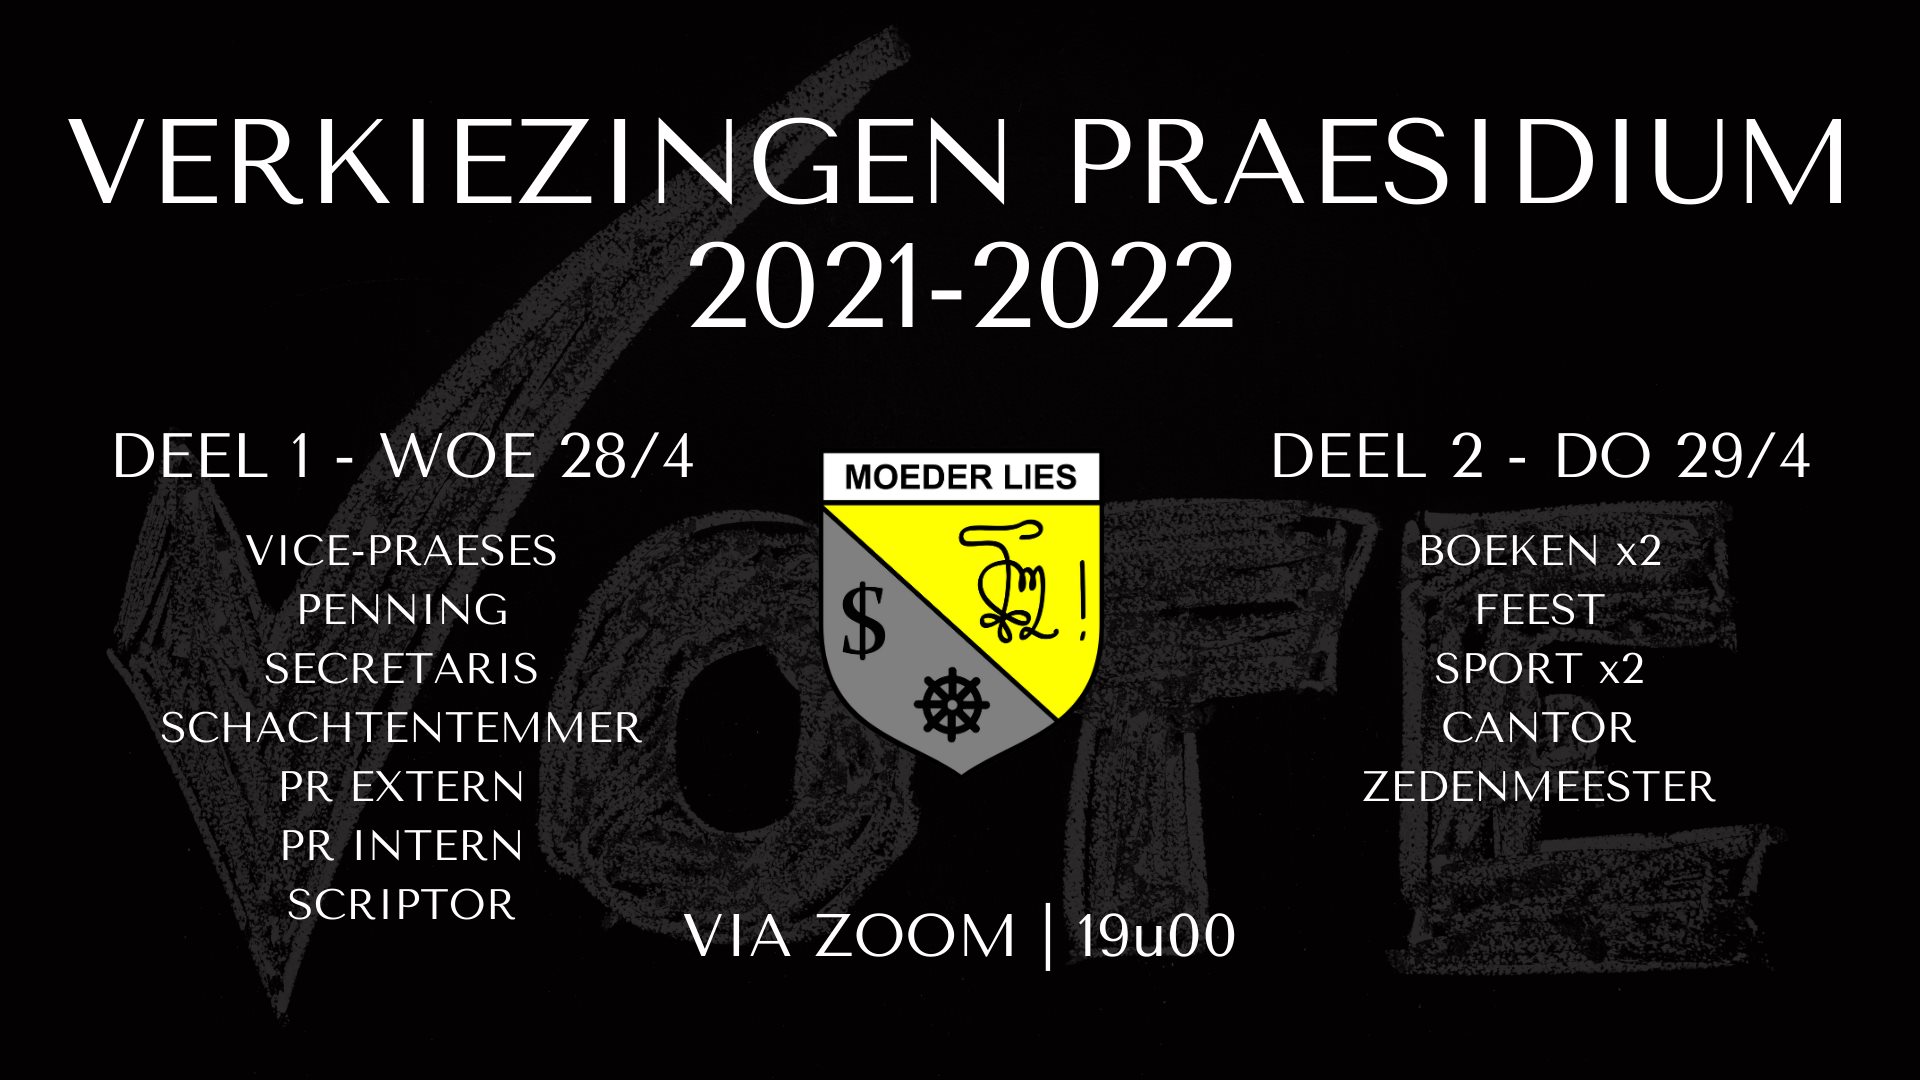 VERKIEZINGEN PRAESIDIUM
2021-2022
DEEL 1 - WOE 28/4
VICE-PRAESES
PENNING
SECRETARIS
SCHACHTENTEMMER
PR EXTERN
PR INTERN
SCRIPTOR
MOEDER LIES
$
!
DEEL 2 - DO 29/4
BOEKEN x2
FEEST
SPORT x2
CANTOR
ZEDENMEESTER
VIA ZOOM | 19u00
VOTE